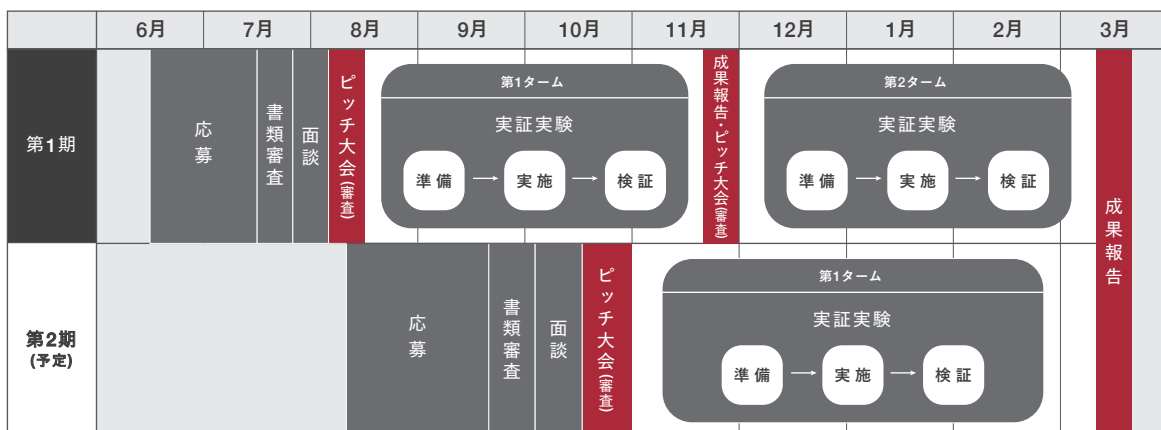 6月 7月 8月 9月 10月 11月 12月 1月 2月 3月
第1期
応募
書類審査
面談
ピッチ大会(審査)
第1ターム
実証実験
準備 → 実施 → 検証
成果報告・ピッチ大会(審査)
第2ターム
実証実験
準備 → 実施 → 検証
成果報告
第2期
(予定)
応募
書類審査
面談
ピッチ大会(審査)
第1ターム
実証実験
準備 → 実施 → 検証